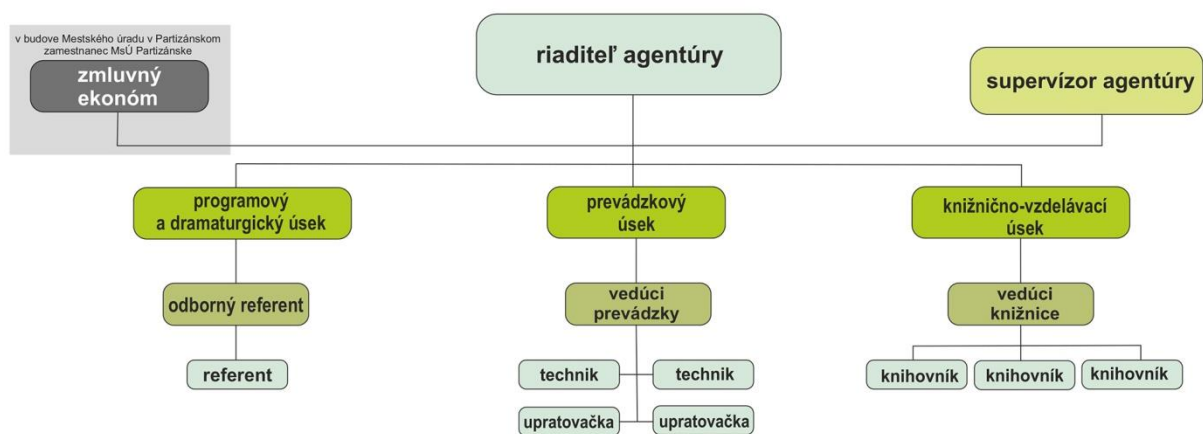 v budove Mestského úradu v Partizánskom
zamestnanec MsÚ Partizánske
zmluvný
ekonóm
riaditeľ agentúry
supervízor agentúry
programový
a dramaturgický úsek
prevádzkový
úsek
knižnično-vzdelávací
úsek
odborný referent
vedúci
prevádzky
vedúci
knižnice
referent
technik
technik
upratovačka
upratovačka
knihovník
knihovník
knihovník